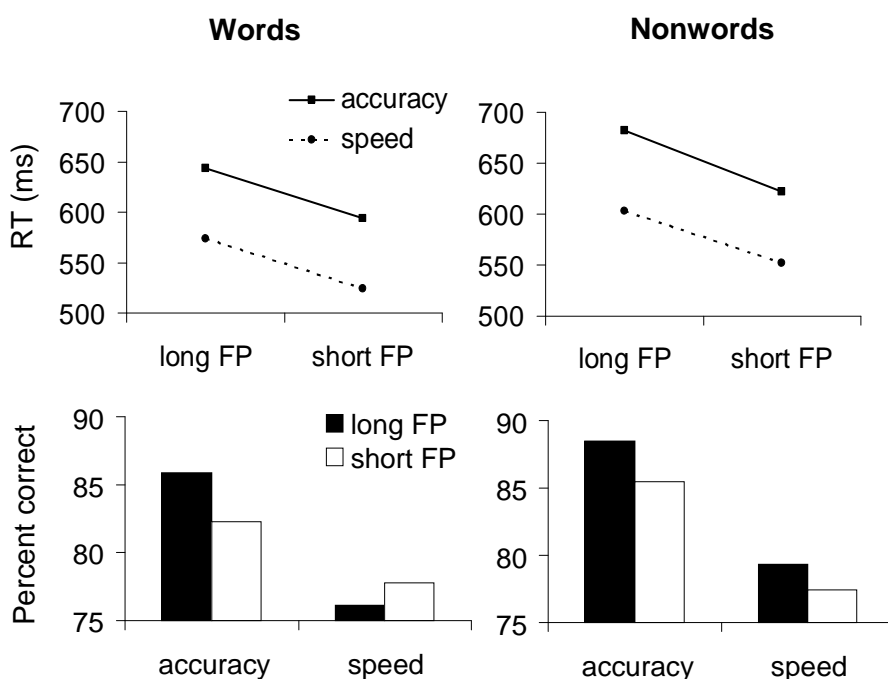 Words
Nonwords
RT (ms)
700
650
600
550
500
accuracy
speed
long FP
short FP
700
650
600
550
500
long FP
short FP
Percent correct
90
85
80
75
long FP
short FP
accuracy
speed
90
85
80
75
accuracy
speed